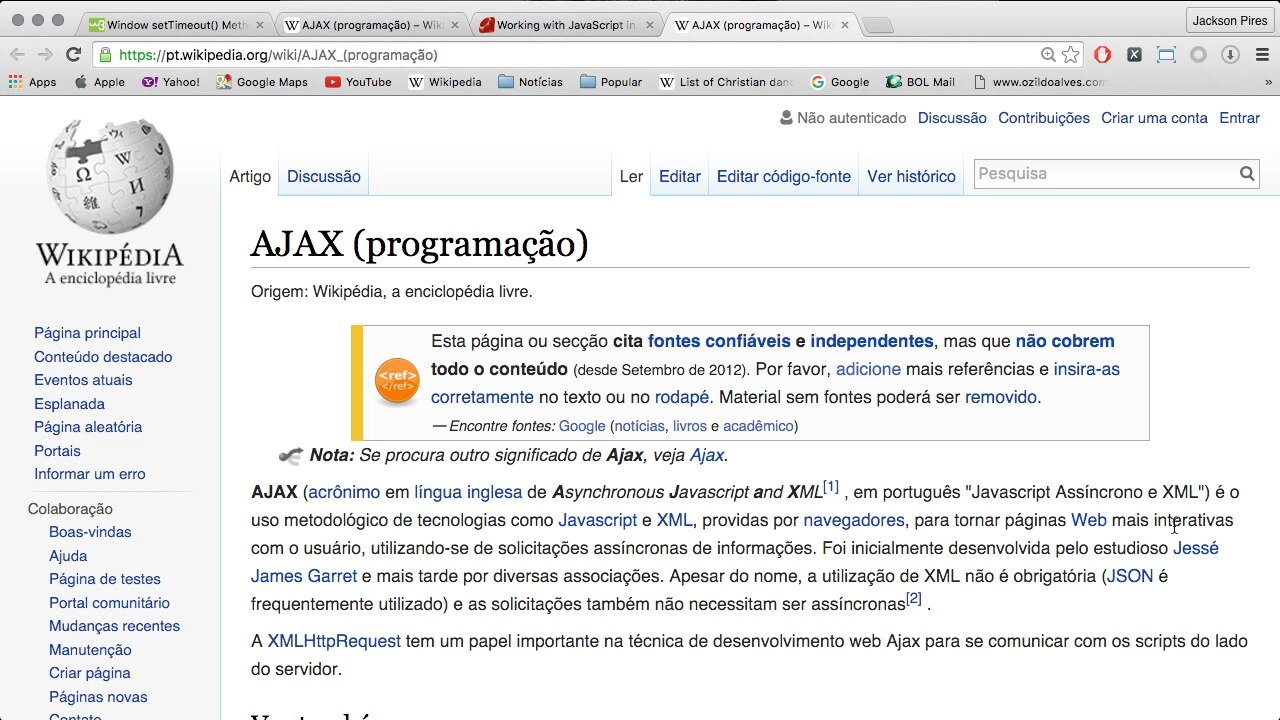 Window setTimeout() Meth
AJAX (programação) – Wiki
Working with JavaScript in
AJAX (programação) – Wiki
Jackson Pires
https://pt.wikipedia.org/wiki/AJAX_(programação)
Apps
Apple
Yahoo!
Google Maps
YouTube
Wikipedia
Notícias
Popular
List of Christian danc
Google
BOL Mail
www.ozildoalves.com
»
Não autenticado Discussão Contribuições Criar uma conta Entrar
Artigo Discussão Ler Editar Editar código-fonte Ver histórico Pesquisa
WIKIPÉDIA
A enciclopédia livre
Página principal
Conteúdo destacado
Eventos atuais
Esplanada
Página aleatória
Portais
Informar um erro
Colaboração
Boas-vindas
Ajuda
Página de testes
Portal comunitário
Mudanças recentes
Manutenção
Criar página
Páginas novas
Contato
AJAX (programação)
Origem: Wikipédia, a enciclopédia livre.
<ref>
</ref>
Esta página ou secção cita fontes confiáveis e independentes, mas que não cobrem
todo o conteúdo (desde Setembro de 2012). Por favor, adicione mais referências e insira-as
corretamente no texto ou no rodapé. Material sem fontes poderá ser removido.
—Encontre fontes: Google (notícias, livros e acadêmico)
Nota: Se procura outro significado de Ajax, veja Ajax.
AJAX (acrônimo em língua inglesa de Asynchronous Javascript and XML[1] , em português "Javascript Assíncrono e XML") é o
uso metodológico de tecnologias como Javascript e XML, providas por navegadores, para tornar páginas Web mais interativas
com o usuário, utilizando-se de solicitações assíncronas de informações. Foi inicialmente desenvolvida pelo estudioso Jessé
James Garret e mais tarde por diversas associações. Apesar do nome, a utilização de XML não é obrigatória (JSON é
frequentemente utilizado) e as solicitações também não necessitam ser assíncronas[2] .
A XMLHttpRequest tem um papel importante na técnica de desenvolvimento web Ajax para se comunicar com os scripts do lado
do servidor.